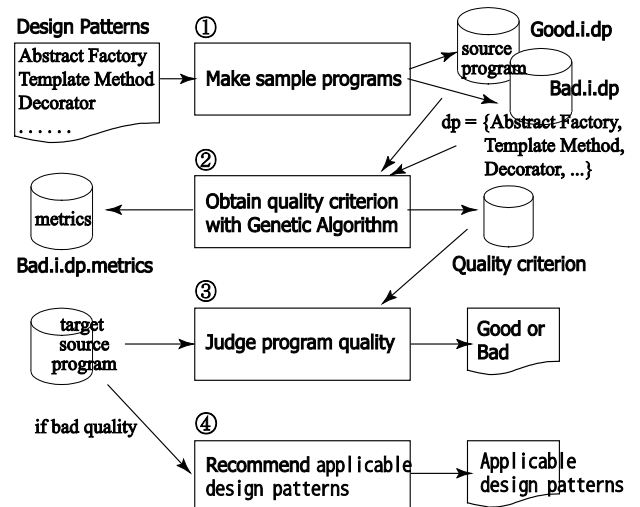 Design Patterns
Abstract Factory
Template Method
Decorator
. . . . . .
①
Make sample programs
Good.i.dp
source
program
Bad.i.dp
dp = {Abstract Factory,
Template Method,
Decorator, ...}
②
Obtain quality criterion
with Genetic Algorithm
metrics
Bad.i.dp.metrics
Quality criterion
③
target
source
program
Judge program quality
Good or
Bad
if bad quality
④
Recommend applicable
design patterns
Applicable
design patterns